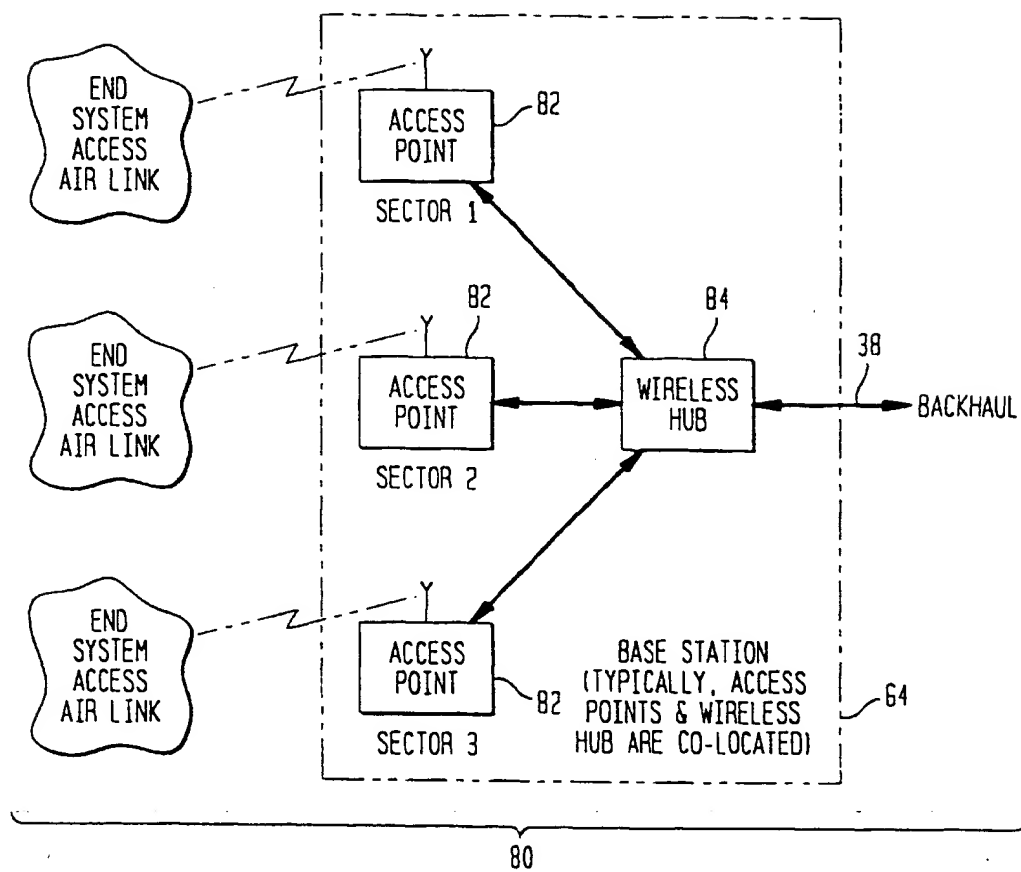 END
SYSTEM
ACCESS
AIR LINK
ACCESS
POINT
82
SECTOR 1
END
SYSTEM
ACCESS
AIR LINK
82
ACCESS
POINT
SECTOR 2
84
WIRELESS
HUB
38
BACKHAUL
END
SYSTEM
ACCESS
AIR LINK
ACCESS
POINT
82
SECTOR 3
BASE STATION
(TYPICALLY, ACCESS
POINTS & WIRELESS
HUB ARE CO-LOCATED)
64
80